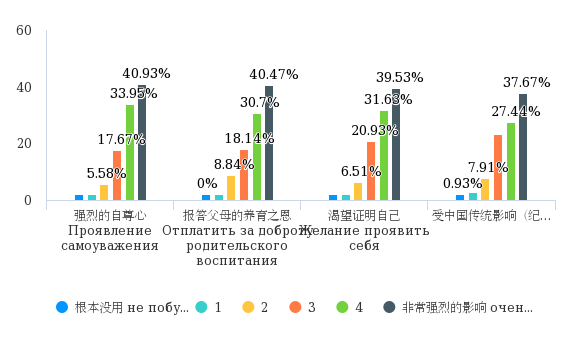 60
40
20
0
40.93%
33.95%
17.67%
5.58%
40.47%
30.7%
18.14%
8.84%
0%
39.53%
31.63%
20.93%
6.51%
37.67%
27.44%
7.91%
0.93%
强烈的自尊心
Проявление
самоуважения
报答父母的养育之恩
Отплатить за доброту
родительского
воспитания
渴望证明自己
Желание проявить
себя
受中国传统影响（纪...
根本没用 не побу...
1
2
3
4
非常强烈的影响 очен...